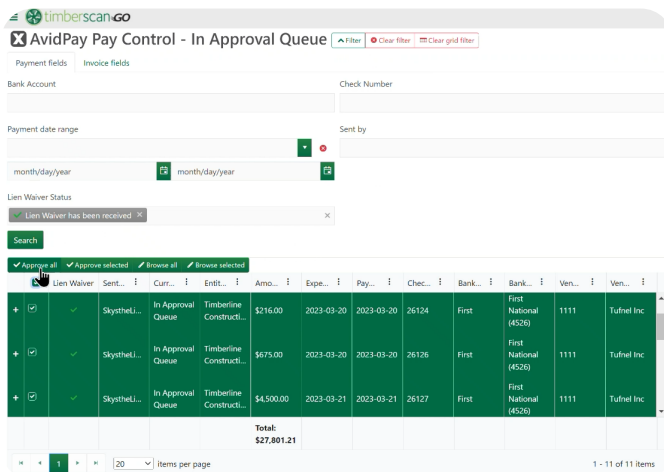 timberscan GO
AvidPay Pay Control - In Approval Queue Filter Clear filter Clear grid filter
Payment fields Invoice fields
Bank Account Check Number
Payment date range Sent by
month/day/year month/day/year
Lien Waiver Status
Lien Waiver has been received
Search
Approve all Approve selected Browse all Browse selected
Lien Waiver Sent... Curr... Entit... Amo... Expe... Pay... Chec... Bank... Bank... Ven... Ven...
SkystheLi... In Approval Queue Timberline Constructi... $216.00 2023-03-20 2023-03-20 26124 First First National (4526) 1111 Tufnel Inc
SkystheLi... In Approval Queue Timberline Constructi... $675.00 2023-03-20 2023-03-20 26126 First First National (4526) 1111 Tufnel Inc
SkystheLi... In Approval Queue Timberline Constructi... $4,500.00 2023-03-21 2023-03-21 26127 First First National (4526) 1111 Tufnel Inc
Total:
$27,801.21
1 20 items per page 1 - 11 of 11 items